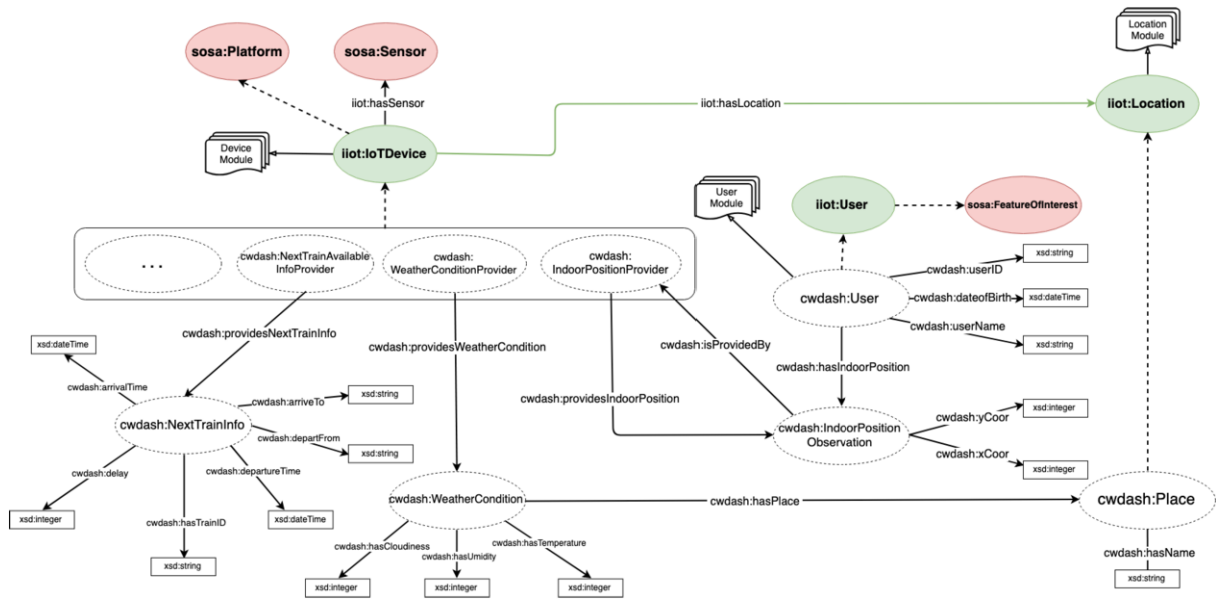 Location
Module
sosa:Platform
sosa:Sensor
iiot:hasSensor
iiot:hasLocation
iiot:Location
Device
Module
iiot:IoTDevice
User
Module
iiot:User
sosa:FeatureOfInterest
...
cwdash:NextTrainAvailable
InfoProvider
cwdash:
WeatherConditionProvider
cwdash:
IndoorPositionProvider
cwdash:User
cwdash:userID
xsd:string
cwdash:dateofBirth
xsd:dateTime
cwdash:userName
xsd:string
cwdash:providesNextTrainInfo
cwdash:providesWeatherCondition
cwdash:isProvidedBy
cwdash:hasIndoorPosition
cwdash:providesIndoorPosition
xsd:dateTime
cwdash:arrivalTime
cwdash:arriveTo
xsd:string
cwdash:NextTrainInfo
cwdash:departFrom
xsd:string
cwdash:delay
cwdash:departureTime
xsd:integer
cwdash:hasTrainID
xsd:dateTime
xsd:string
cwdash:IndoorPosition
Observation
cwdash:yCoor
xsd:integer
cwdash:xCoor
xsd:integer
cwdash:WeatherCondition
cwdash:hasPlace
cwdash:Place
cwdash:hasCloudiness
cwdash:hasUmidity
cwdash:hasTemperature
xsd:integer
xsd:integer
xsd:integer
cwdash:hasName
xsd:string